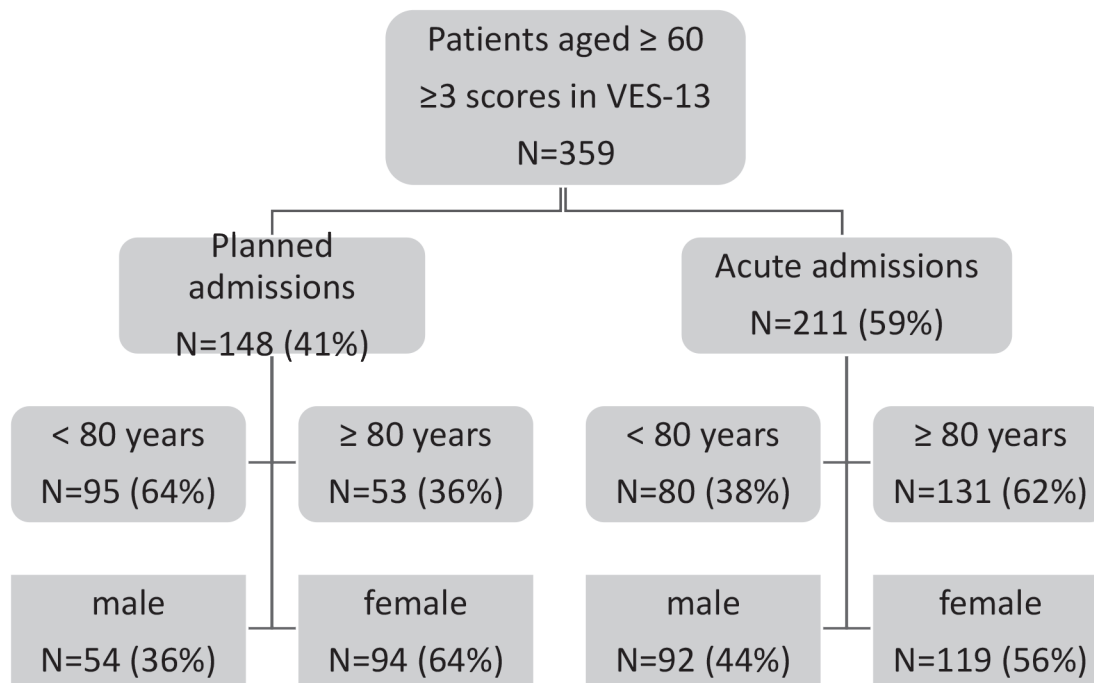 Patients aged ≥ 60
≥3 scores in VES-13
N=359
Planned
admissions
N=148 (41%)
Acute admissions
N=211 (59%)
< 80 years
N=95 (64%)
≥ 80 years
N=53 (36%)
< 80 years
N=80 (38%)
≥ 80 years
N=131 (62%)
male
N=54 (36%)
female
N=94 (64%)
male
N=92 (44%)
female
N=119 (56%)